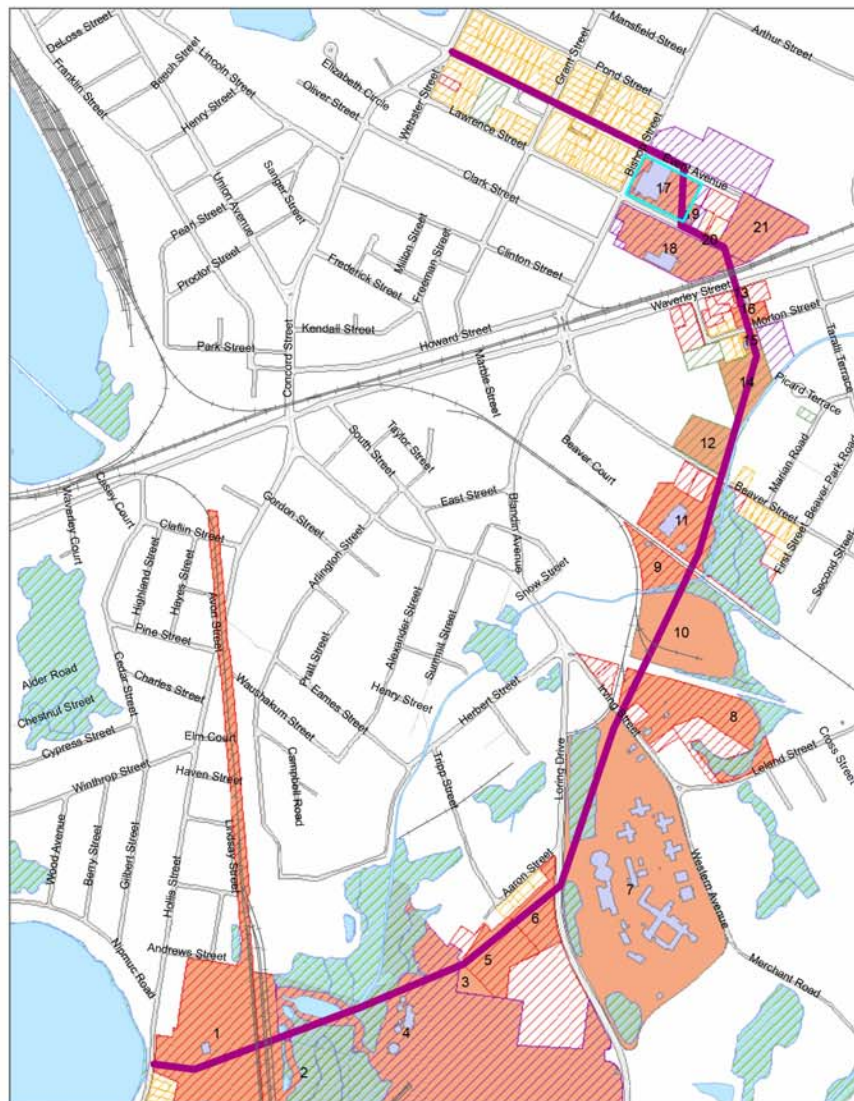 Mansfield Street
Arthur Street
DeLoss Street
Franklin Street
Beech Street
Lincoln Street
Grant Street
Pond Street
Elizabeth Circle
Oliver Street
Webster Street
Henry Street
Lawrence Street
Bishop Street
Sanger Street
Union Avenue
Clark Street
17
19
20
21
18
Pearl Street
Proctor Street
Millon Street
Freeman Street
Frederick Street
Clinton Street
Waverley Street
16
Morton Street
15
Taralli Terrace
Park Street
Kendall Street
Howard Street
Concord Street
Marble Street
14
Picard Terrace
12
Marian Road
Beaver Park Road
Beaver Court
Beaver Street
South Street
Taylor Street
East Street
Blandin Avenue
Gordon Street
Arlington Street
Casey Court
Waverley Court
Claflin Street
Highland Street
Hayes Street
Avon Street
11
9
First Street
Second Street
Snow Street
10
Pine Street
Pratt Street
Alexander Street
Summit Street
Alder Road
Cedar Street
Charles Street
Waushakum Street
Eames Street
Henry Street
Herbert Street
Irving Street
8
Chestnut Street
Cypress Street
Elm Court
Winthrop Street
Haven Street
Campbell Road
Tripp Street
Loring Drive
Leland Street
Cross Street
Wood Avenue
Berry Street
Gilbert Street
Hollis Street
Lindsay Street
Aaron Street
7
Western Avenue
6
5
3
Andrews Street
Nipmuc Road
Merchant Road
1
2
4